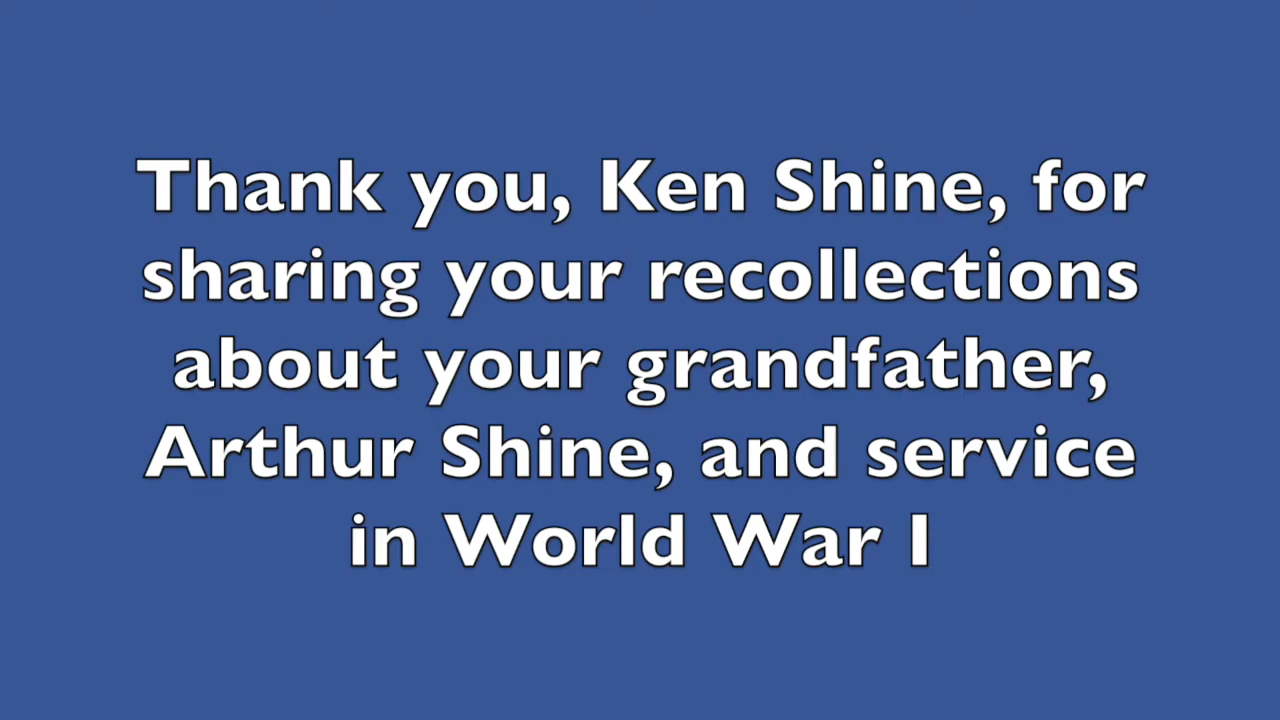 Thank you, Ken Shine, for
sharing your recollections
about your grandfather,
Arthur Shine, and service
in World War I